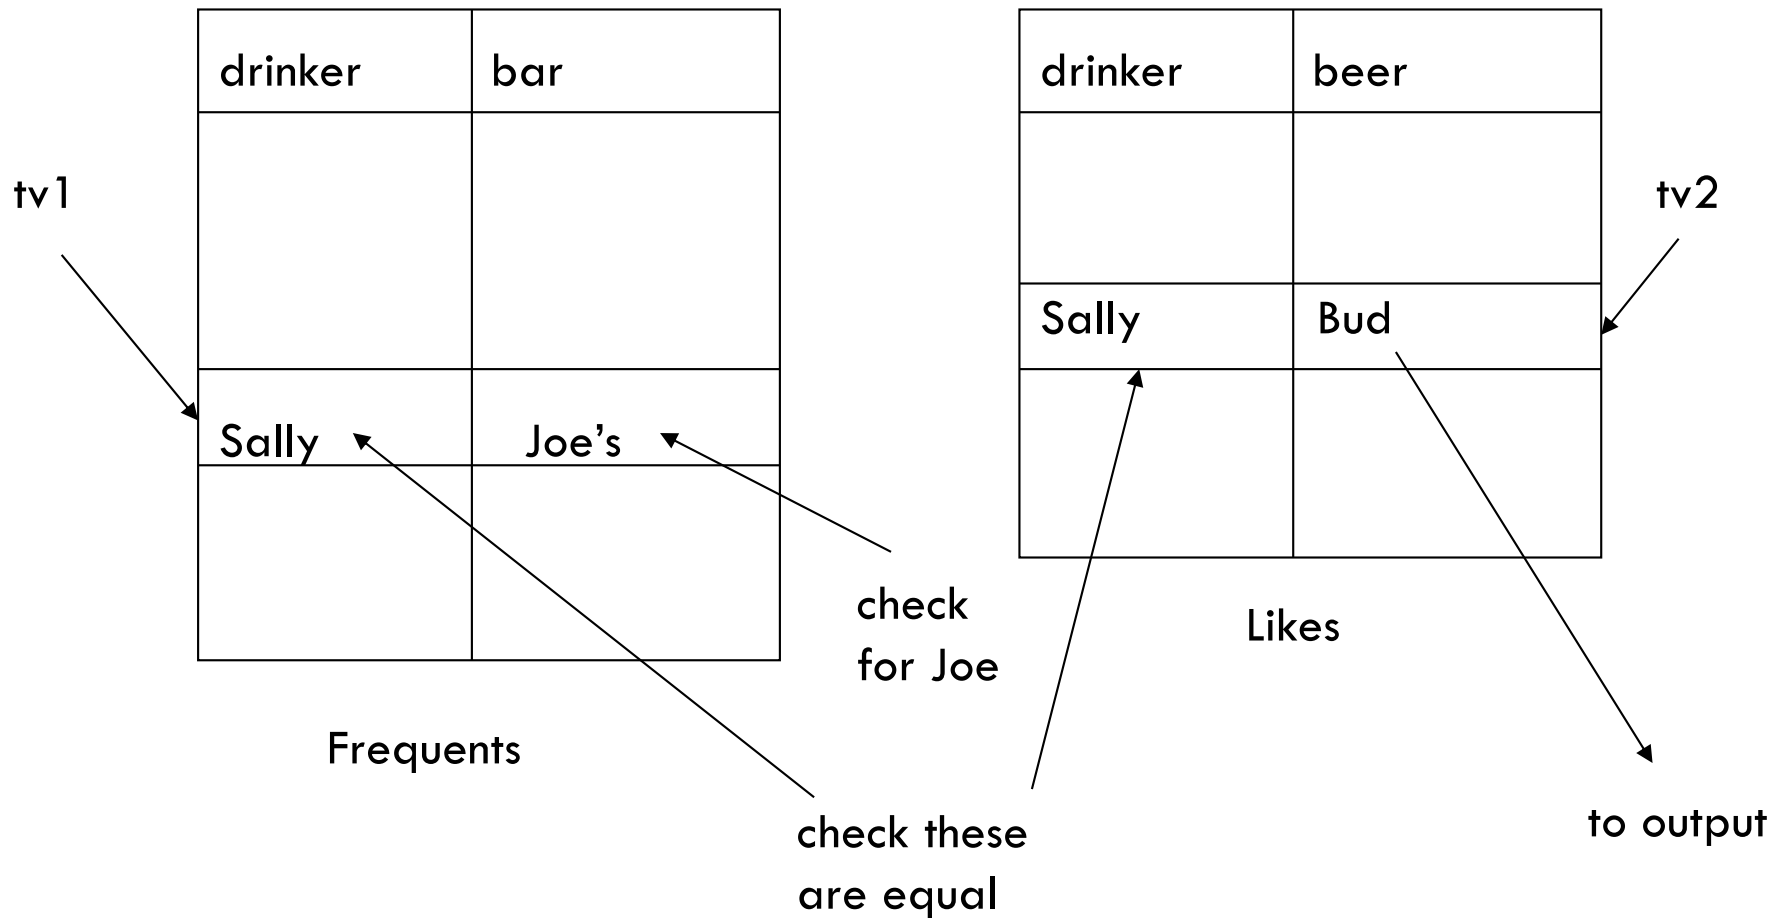 drinker bar
drinker beer
tv1
tv2
Sally Bud
Sally Joe's
check
for Joe
Likes
Frequents
check these
are equal
to output